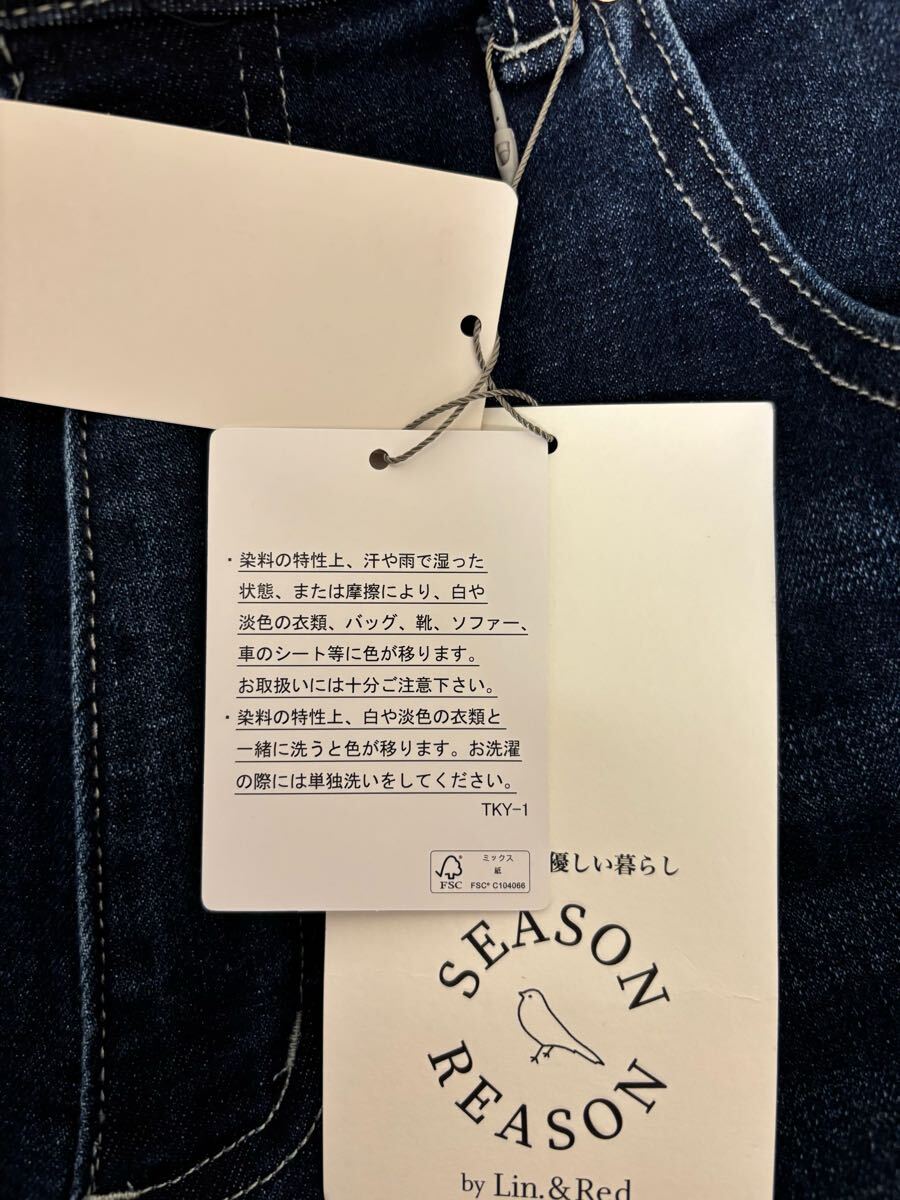 ・染料の特性上、汗や雨で湿った
状態、または摩擦により、白や
淡色の衣類、バッグ、靴、ソファー、
車のシート等に色が移ります。
お取扱いには十分ご注意下さい。
・染料の特性上、白や淡色の衣類と
一緒に洗うと色が移ります。お洗濯
の際には単独洗いをしてください。
TKY-1
FSC
ミックス
紙
FSC® C104066
優しい暮らし
SEASON
REASON
by Lin.&Red